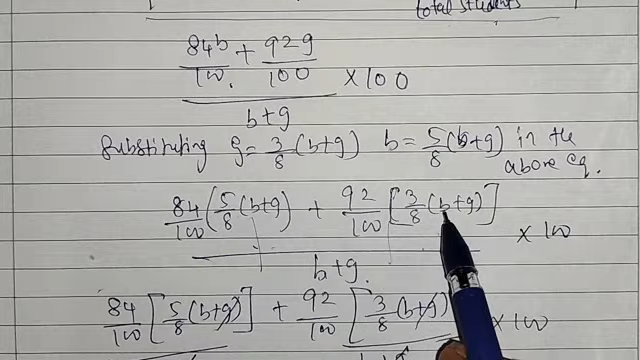 total students
84b/100 + 92g/100
× 100
b+g
Substituting g = 3/8 (b+g) b = 5/8 (b+g) in the
above eq.
84/100 (5/8 (b+g)) + 92/100 [3/8 (b+g)]
× 100
b+g.
84/100 [5/8 (b+g)] + 92/100 [3/8 (b+g)]
× 100